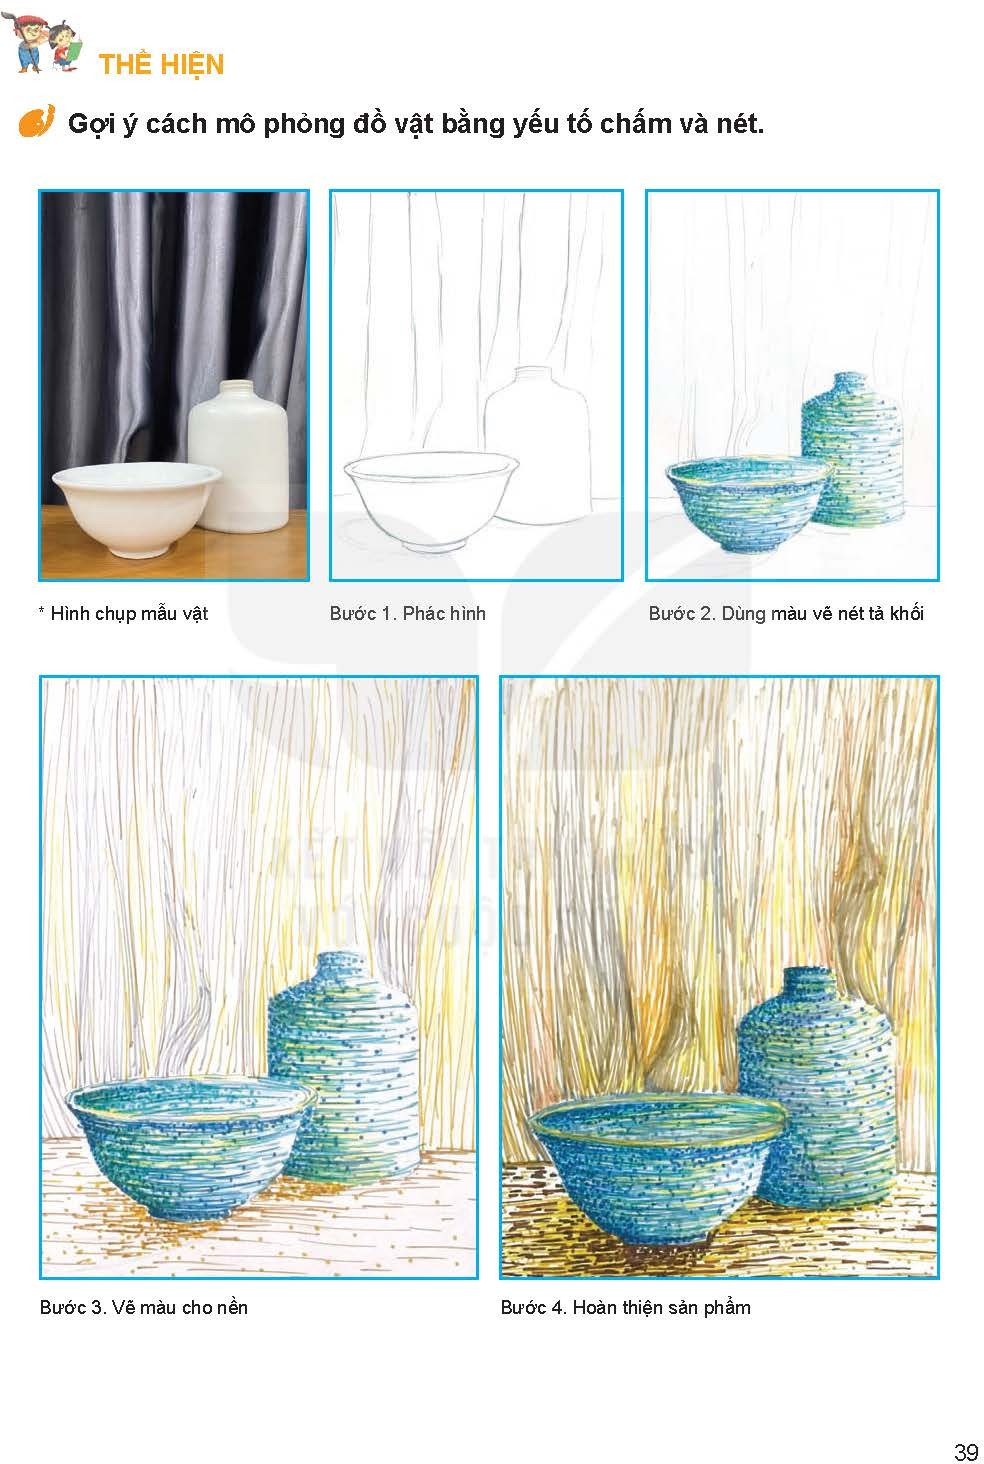 THỂ HIỆN
Gợi ý cách mô phỏng đồ vật bằng yếu tố chấm và nét.
* Hình chụp mẫu vật
Bước 1. Phác hình
Bước 2. Dùng màu vẽ nét tả khối
Bước 3. Vẽ màu cho nền
Bước 4. Hoàn thiện sản phẩm
39